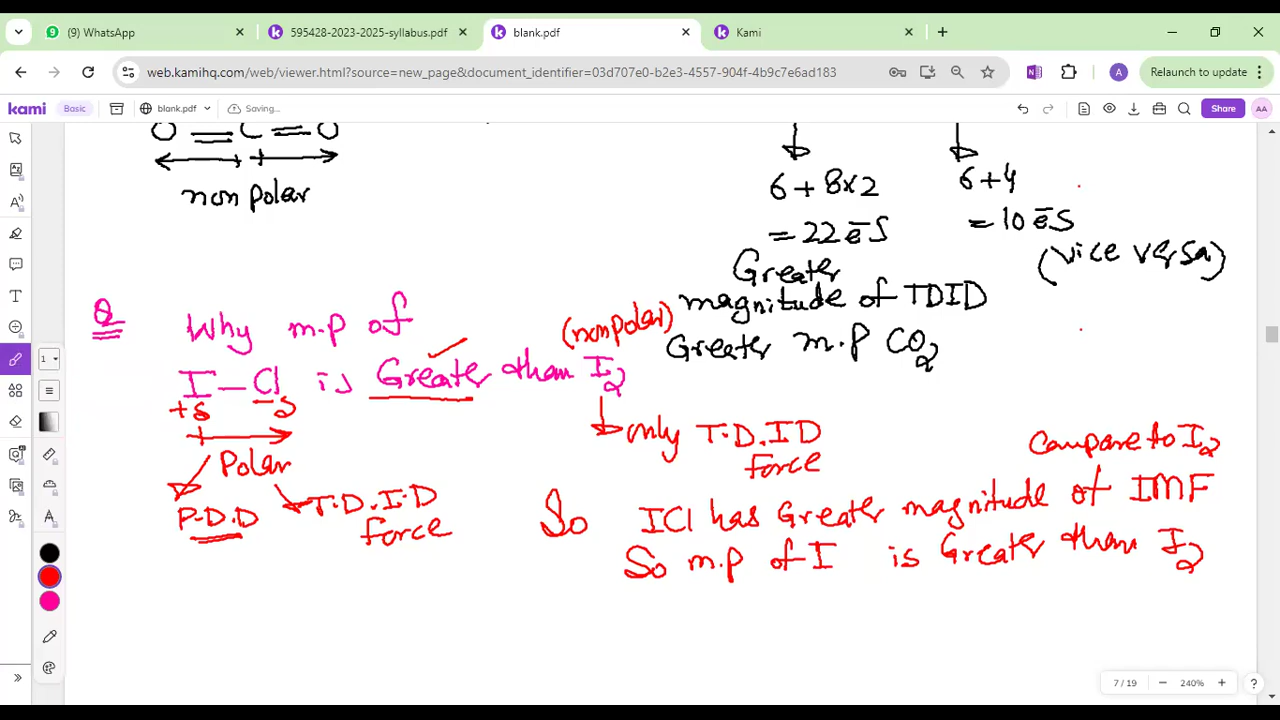 (9) WhatsApp
595428-2023-2025-syllabus.pdf
blank.pdf
Kami
web.kamihq.com/web/viewer.html?source=new_page&document_identifier=03d707e0-b2e3-4557-904f-4b9c7e6ad183
Relaunch to update
kami
Basic
blank.pdf
Saving...
Share
AA
O = C = O
non polar
6 + 8x2
= 22 ēS
6 + 4
= 10 ēS
(vice versa)
Greater
magnitude of TDID
Greater m.p CO2
Q
Why m.p of
(nonpolar)
I - Cl is Greater than I2
+δ -δ
Polar
P.D.D
T.D.I.D
force
only T.D.ID
force
Compare to I2
So ICl has Greater magnitude of IMF
So m.p of I is Greater than I2
1
7 / 19
240%